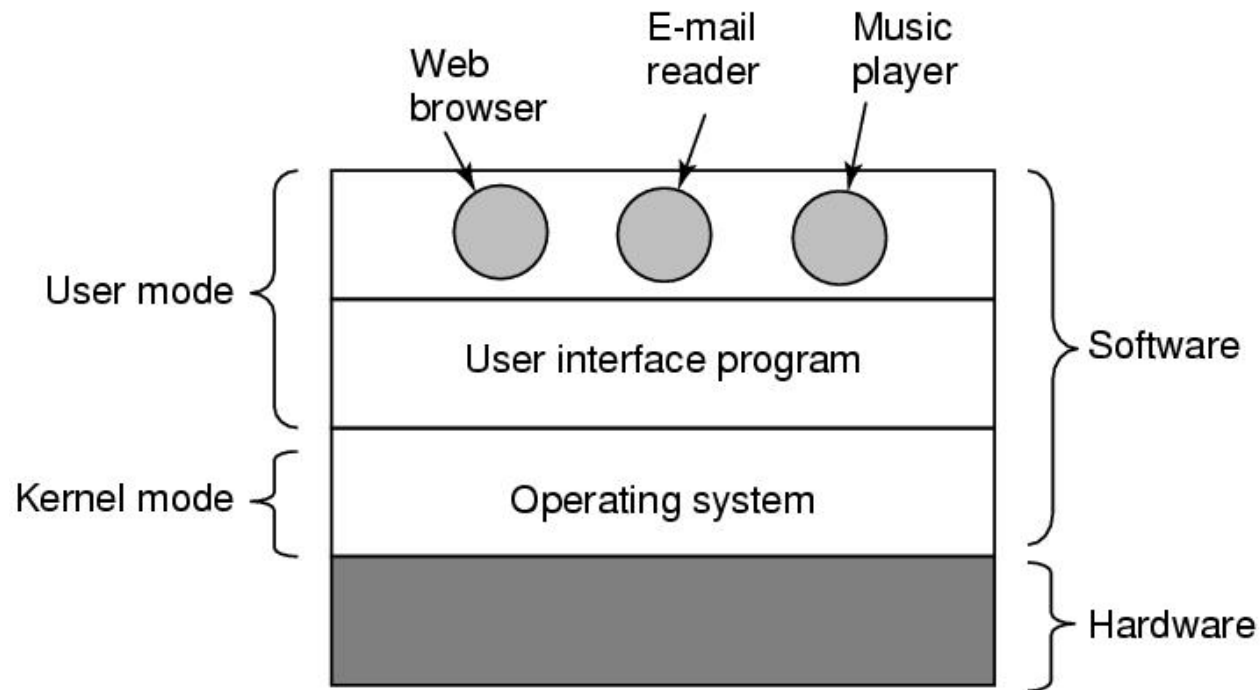 Web
browser
E-mail
reader
Music
player
User mode
User interface program
Software
Kernel mode
Operating system
Hardware